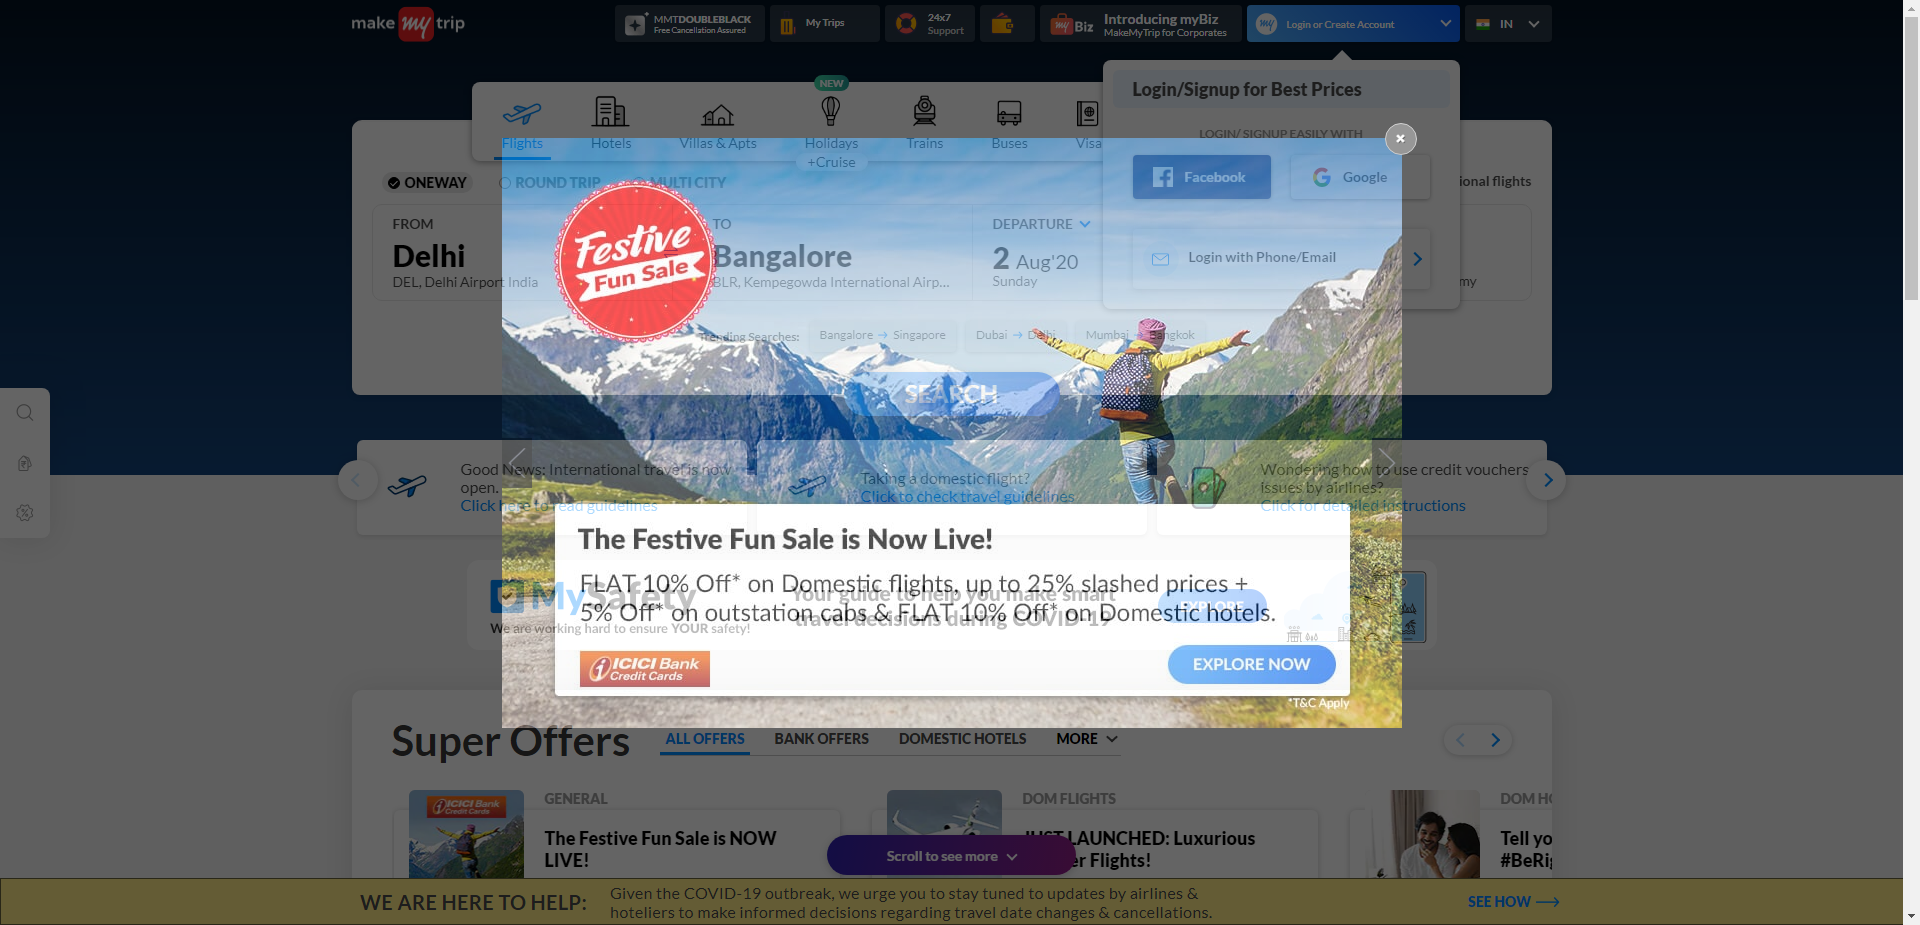 make my trip
MMTDOUBLEBLACK
Free Cancellation Assured
My Trips
24x7
Support
my Biz
Introducing myBiz
MakeMyTrip for Corporates
my
Login or Create Account
IN
Login/Signup for Best Prices
LOGIN/ SIGNUP EASILY WITH
Facebook
Google
Login with Phone/Email
NEW
Flights
Hotels
Villas & Apts
Holidays
+Cruise
Trains
Buses
Visa
ONEWAY
ROUND TRIP
MULTI CITY
ional flights
FROM
Delhi
DEL, Delhi Airport India
TO
Bangalore
BLR, Kempegowda International Airp...
DEPARTURE
2 Aug'20
Sunday
my
Festive
Fun Sale
Trending Searches:
Bangalore → Singapore
Dubai → Delhi
Mumbai → Bangkok
SEARCH
Good News: International travel is now
open.
Click here to read guidelines
Taking a domestic flight?
Click to check travel guidelines
Wondering how to use credit vouchers
issues by airlines?
Click for detailed instructions
The Festive Fun Sale is Now Live!
FLAT 10% Off* on Domestic flights, up to 25% slashed prices +
5% Off* on outstation cabs & FLAT 10% Off* on Domestic hotels.
MySafety
We are working hard to ensure YOUR safety!
Your guide to help you make smart
travel decisions during COVID-19
EXPLORE
ICICI Bank
Credit Cards
EXPLORE NOW
*T&C Apply
Super Offers
ALL OFFERS
BANK OFFERS
DOMESTIC HOTELS
MORE
ICICI Bank
Credit Cards
GENERAL
The Festive Fun Sale is NOW
LIVE!
DOM FLIGHTS
JUST LAUNCHED: Luxurious
er Flights!
DOM HO
Tell yo
#BeRig
Scroll to see more
WE ARE HERE TO HELP:
Given the COVID-19 outbreak, we urge you to stay tuned to updates by airlines &
hoteliers to make informed decisions regarding travel date changes & cancellations.
SEE HOW